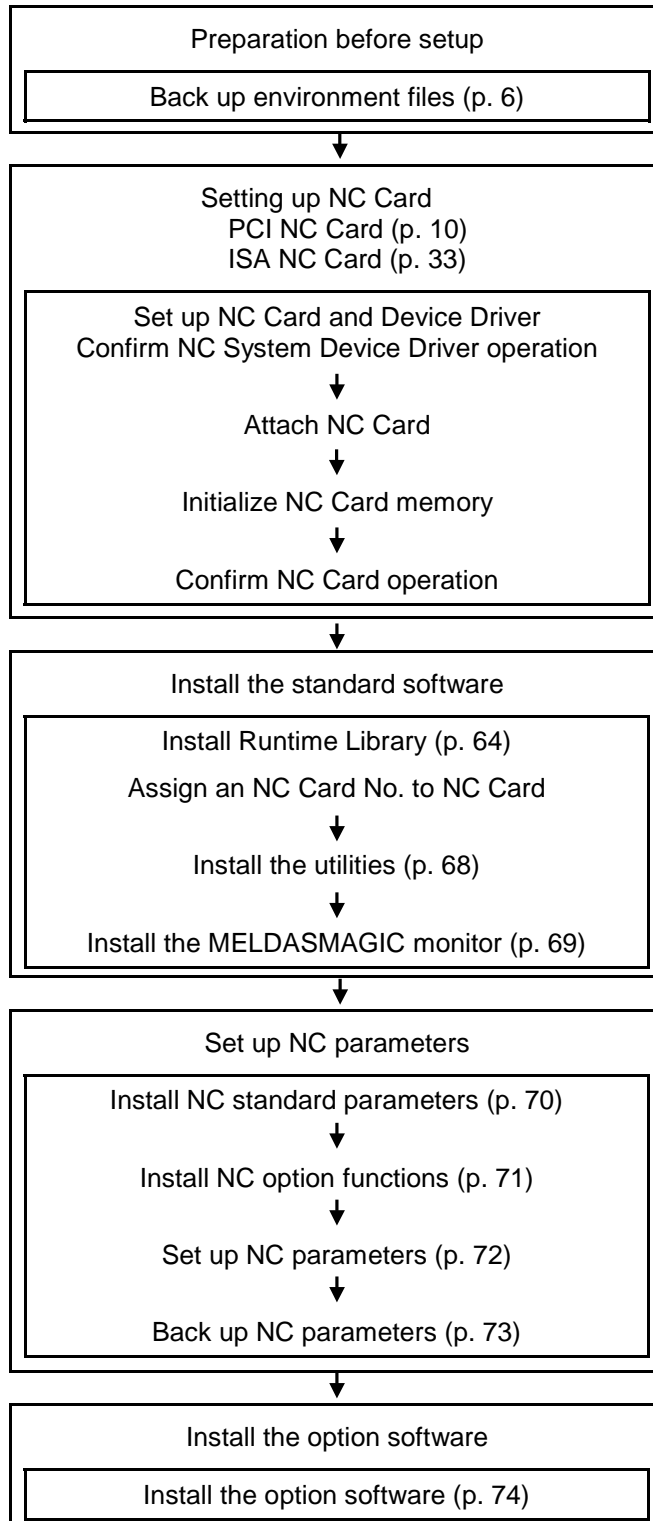 Preparation before setup
Back up environment files (p. 6)
Setting up NC Card
PCI NC Card (p. 10)
ISA NC Card (p. 33)
Set up NC Card and Device Driver
Confirm NC System Device Driver operation
Attach NC Card
Initialize NC Card memory
Confirm NC Card operation
Install the standard software
Install Runtime Library (p. 64)
Assign an NC Card No. to NC Card
Install the utilities (p. 68)
Install the MELDASMAGIC monitor (p. 69)
Set up NC parameters
Install NC standard parameters (p. 70)
Install NC option functions (p. 71)
Set up NC parameters (p. 72)
Back up NC parameters (p. 73)
Install the option software
Install the option software (p. 74)